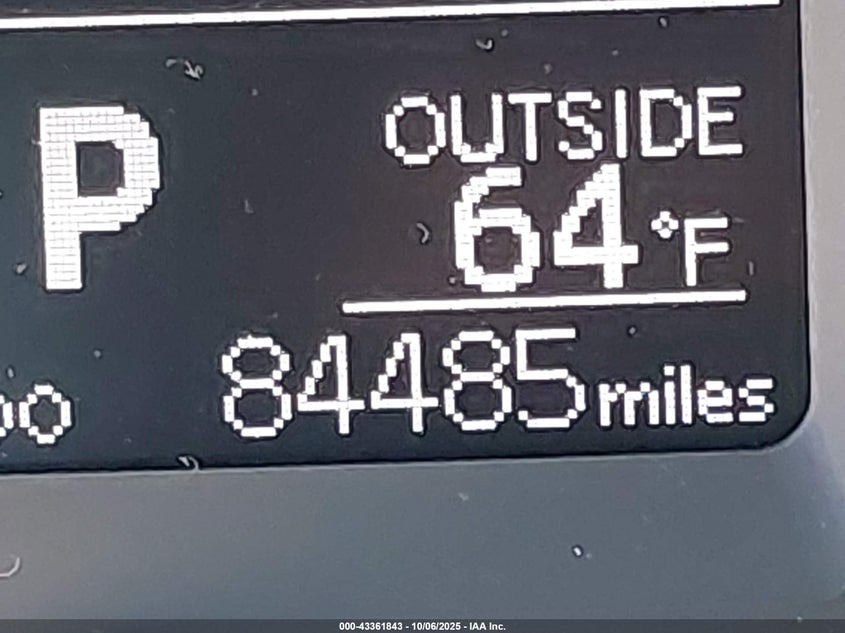 P
OUTSIDE
64°F
84485 miles
000-43361843 - 10/06/2025 - IAA Inc.